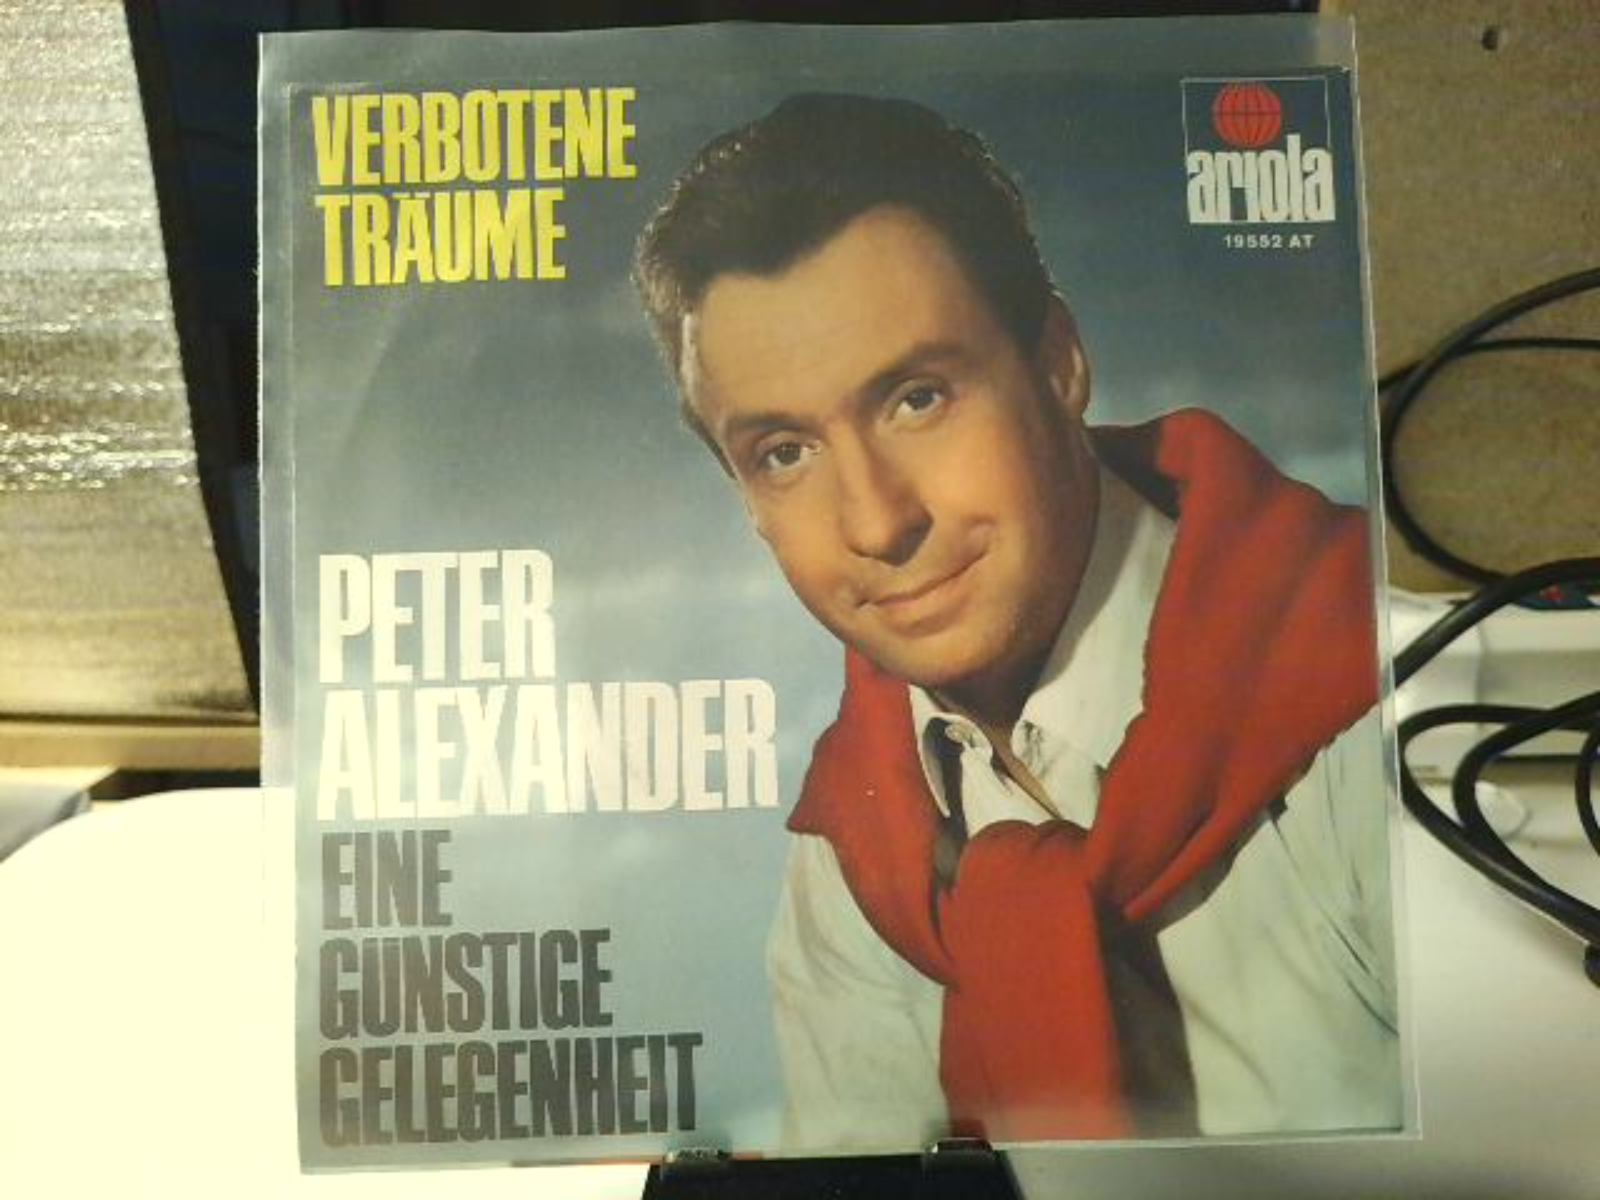 VERBOTENE
TRÄUME
ariola
19552 AT
PETER
ALEXANDER
EINE
GÜNSTIGE
GELEGENHEIT